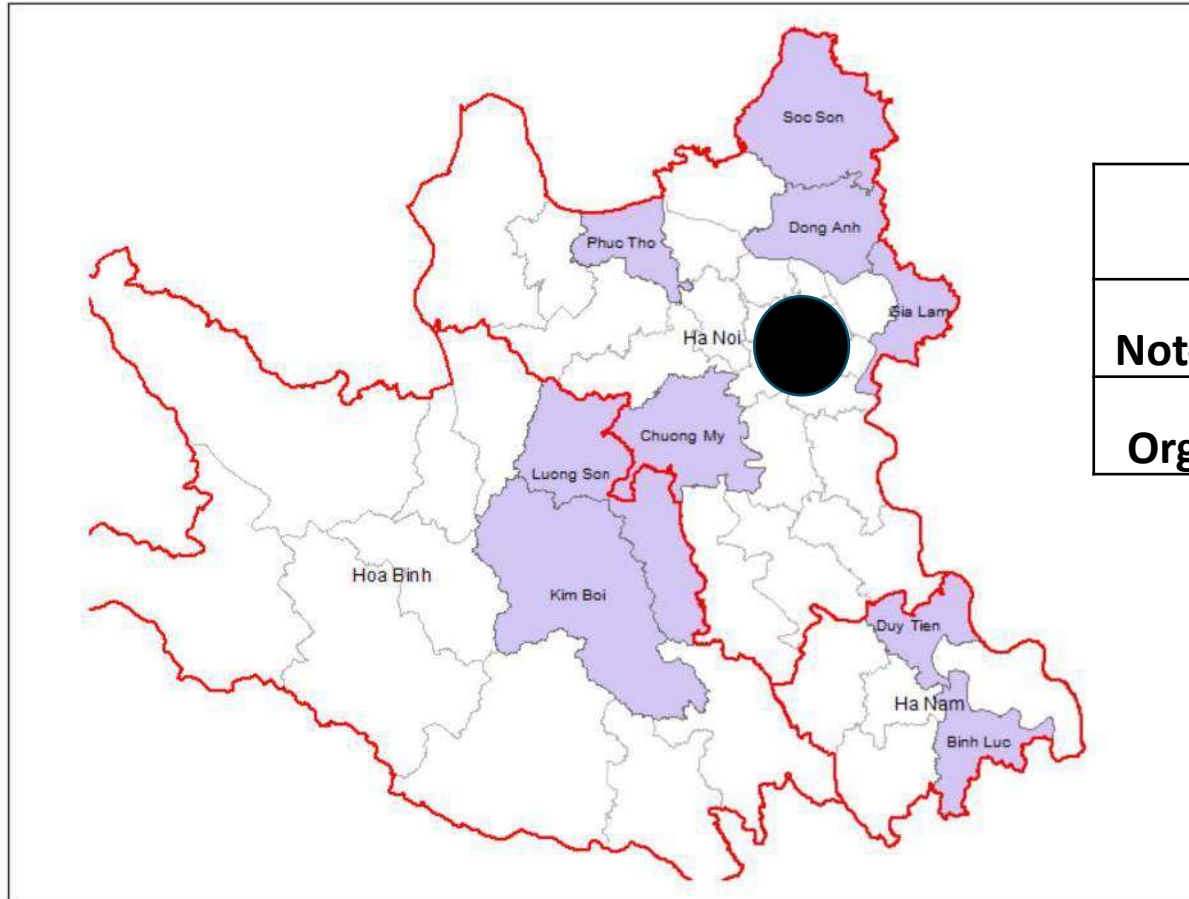 Soc Son
Dong Anh
Phuc Tho
Gia Lam
Ha Noi
Chuong My
Luong Son
Hoa Binh
Kim Boi
Duy Tien
Ha Nam
Binh Luc
Not-
Org